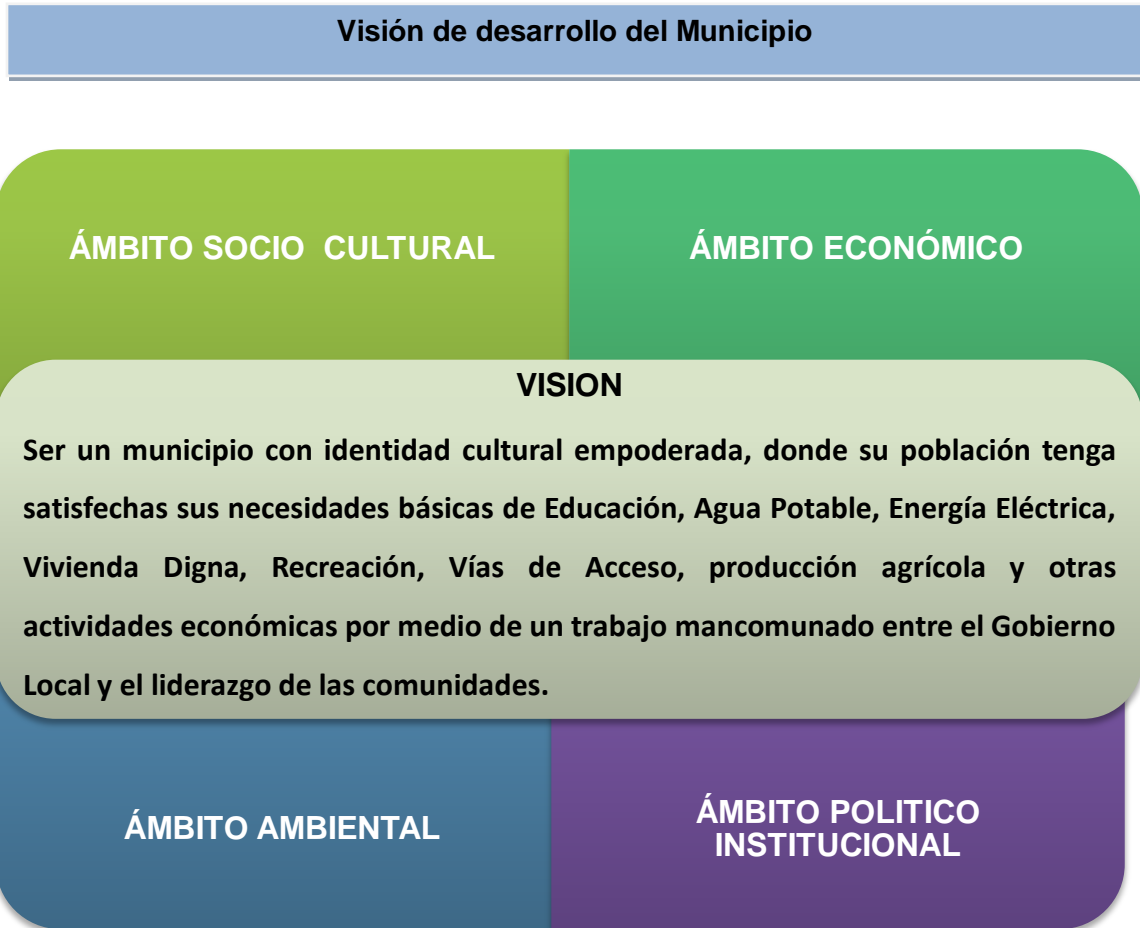 Visión de desarrollo del Municipio
ÁMBITO SOCIO CULTURAL
ÁMBITO ECONÓMICO
VISION
Ser un municipio con identidad cultural empoderada, donde su población tenga
satisfechas sus necesidades básicas de Educación, Agua Potable, Energía Eléctrica,
Vivienda Digna, Recreación, Vías de Acceso, producción agrícola y otras
actividades económicas por medio de un trabajo mancomunado entre el Gobierno
Local y el liderazgo de las comunidades.
ÁMBITO AMBIENTAL
ÁMBITO POLITICO
INSTITUCIONAL